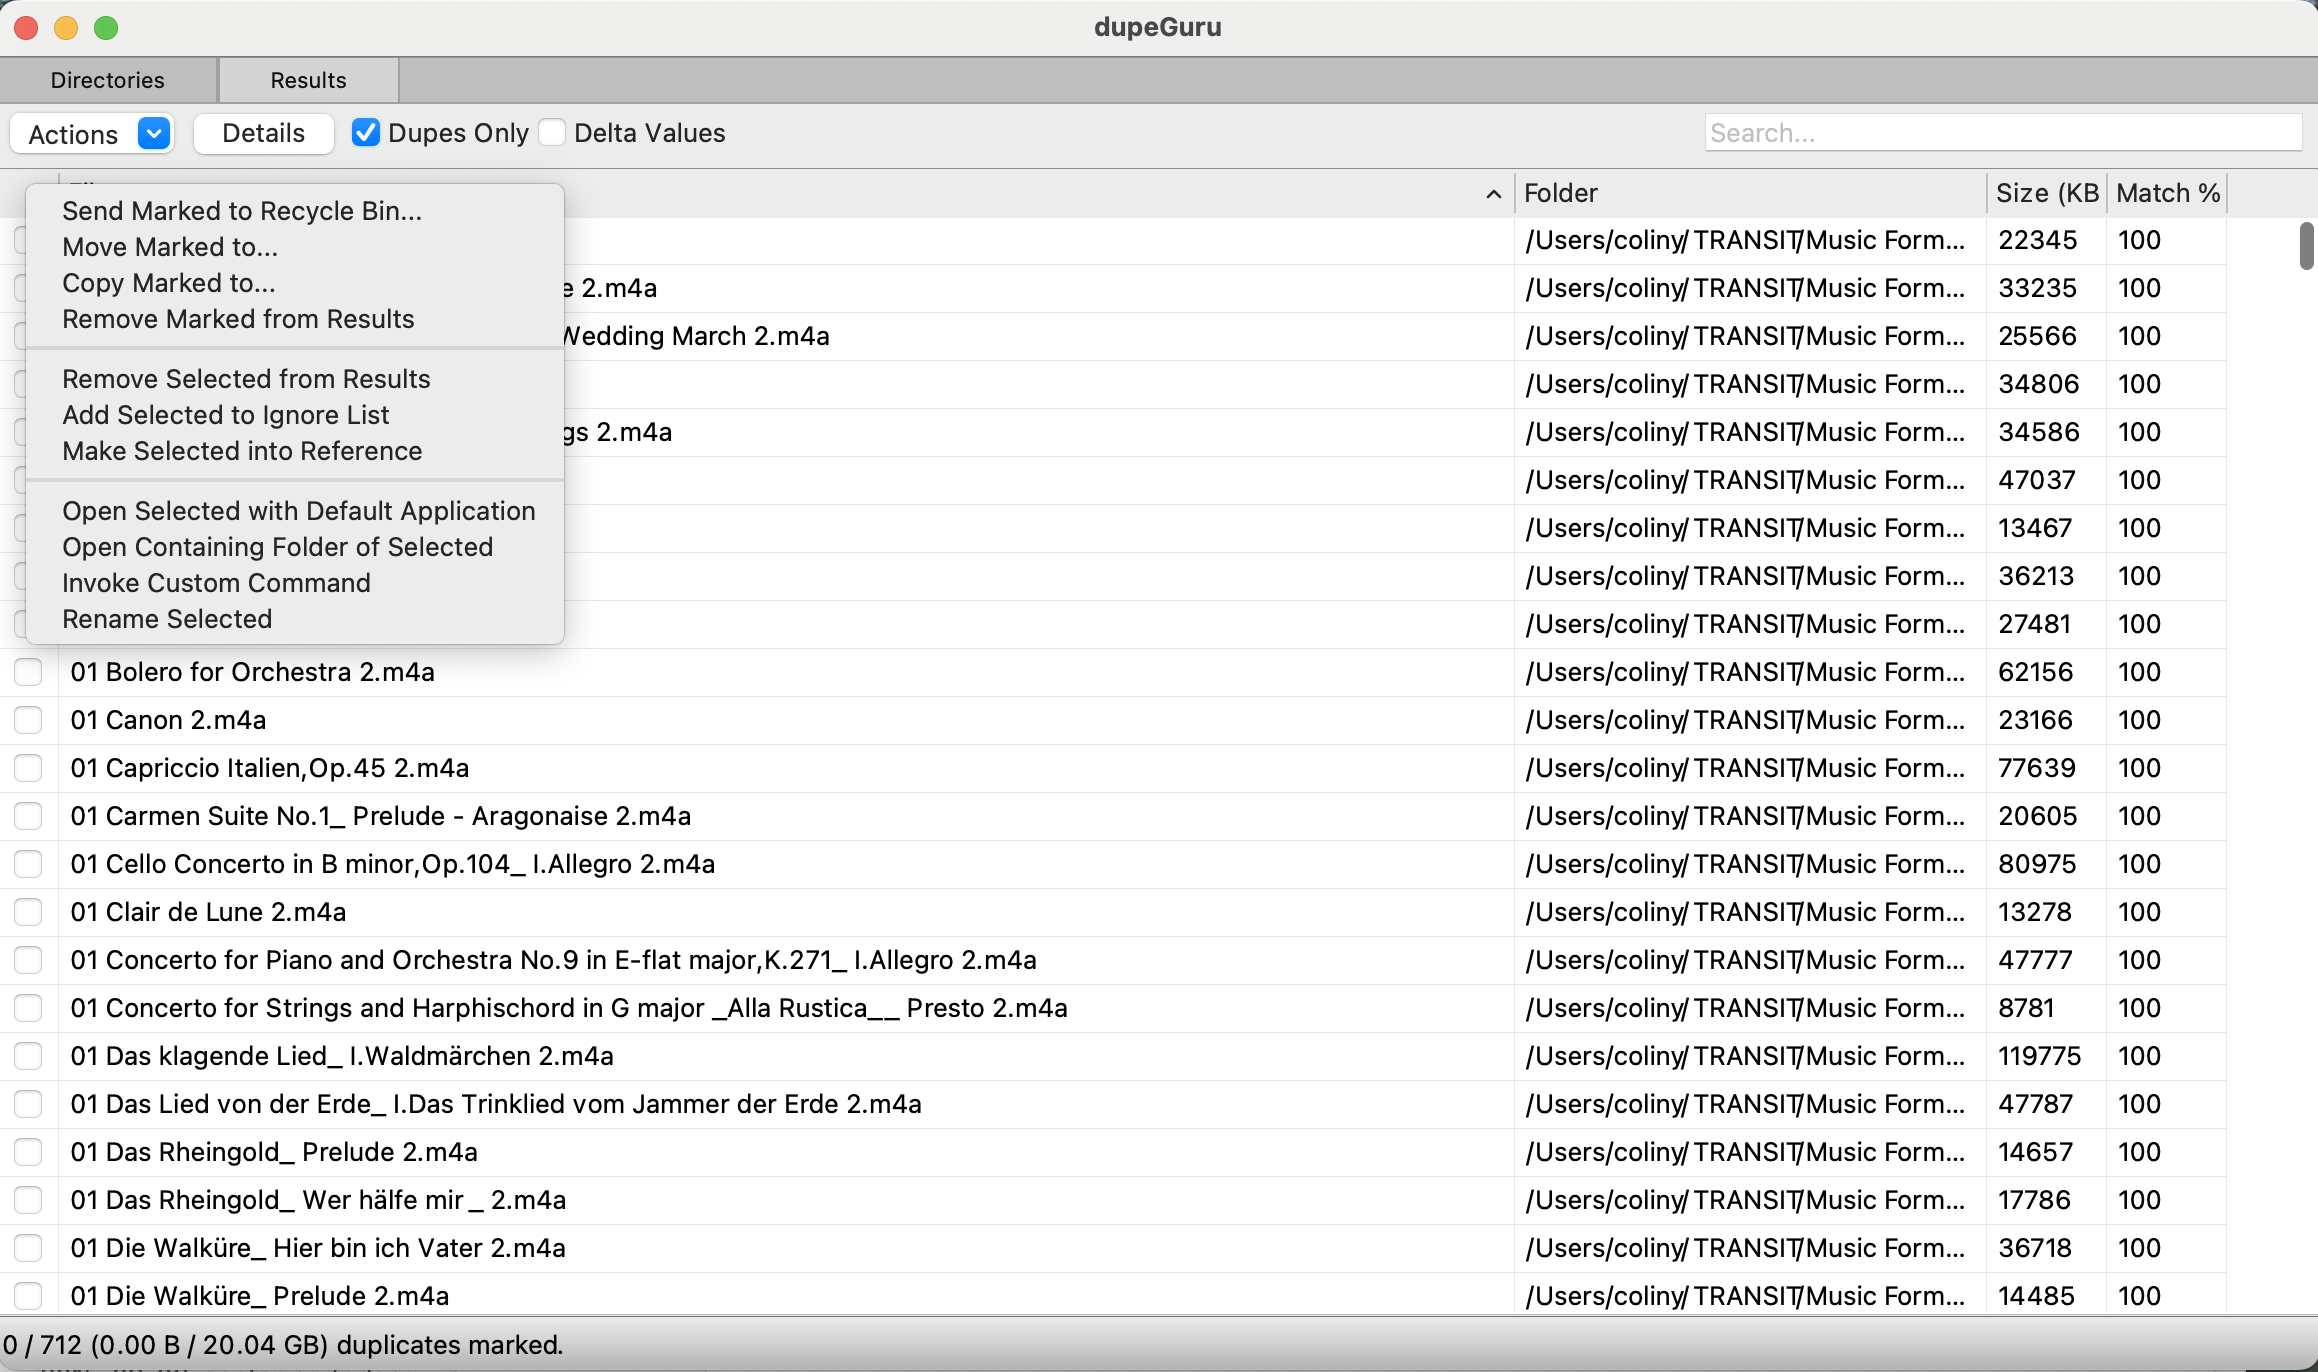 dupeGuru
Directories Results
Actions Details Dupes Only Delta Values Search...
Folder Size (KB Match %
Send Marked to Recycle Bin...
Move Marked to...
Copy Marked to...
Remove Marked from Results
Remove Selected from Results
Add Selected to Ignore List
Make Selected into Reference
Open Selected with Default Application
Open Containing Folder of Selected
Invoke Custom Command
Rename Selected
/Users/coliny/ TRANSIT/Music Form... 22345 100
e 2.m4a /Users/coliny/ TRANSIT/Music Form... 33235 100
Wedding March 2.m4a /Users/coliny/ TRANSIT/Music Form... 25566 100
/Users/coliny/ TRANSIT/Music Form... 34806 100
gs 2.m4a /Users/coliny/ TRANSIT/Music Form... 34586 100
/Users/coliny/ TRANSIT/Music Form... 47037 100
/Users/coliny/ TRANSIT/Music Form... 13467 100
/Users/coliny/ TRANSIT/Music Form... 36213 100
/Users/coliny/ TRANSIT/Music Form... 27481 100
01 Bolero for Orchestra 2.m4a /Users/coliny/ TRANSIT/Music Form... 62156 100
01 Canon 2.m4a /Users/coliny/ TRANSIT/Music Form... 23166 100
01 Capriccio Italien,Op.45 2.m4a /Users/coliny/ TRANSIT/Music Form... 77639 100
01 Carmen Suite No.1_ Prelude - Aragonaise 2.m4a /Users/coliny/ TRANSIT/Music Form... 20605 100
01 Cello Concerto in B minor,Op.104_ I.Allegro 2.m4a /Users/coliny/ TRANSIT/Music Form... 80975 100
01 Clair de Lune 2.m4a /Users/coliny/ TRANSIT/Music Form... 13278 100
01 Concerto for Piano and Orchestra No.9 in E-flat major,K.271_ I.Allegro 2.m4a /Users/coliny/ TRANSIT/Music Form... 47777 100
01 Concerto for Strings and Harphischord in G major _Alla Rustica__ Presto 2.m4a /Users/coliny/ TRANSIT/Music Form... 8781 100
01 Das klagende Lied_ I.Waldmärchen 2.m4a /Users/coliny/ TRANSIT/Music Form... 119775 100
01 Das Lied von der Erde_ I.Das Trinklied vom Jammer der Erde 2.m4a /Users/coliny/ TRANSIT/Music Form... 47787 100
01 Das Rheingold_ Prelude 2.m4a /Users/coliny/ TRANSIT/Music Form... 14657 100
01 Das Rheingold_ Wer hälfe mir _ 2.m4a /Users/coliny/ TRANSIT/Music Form... 17786 100
01 Die Walküre_ Hier bin ich Vater 2.m4a /Users/coliny/ TRANSIT/Music Form... 36718 100
01 Die Walküre_ Prelude 2.m4a /Users/coliny/ TRANSIT/Music Form... 14485 100
0 / 712 (0.00 B / 20.04 GB) duplicates marked.